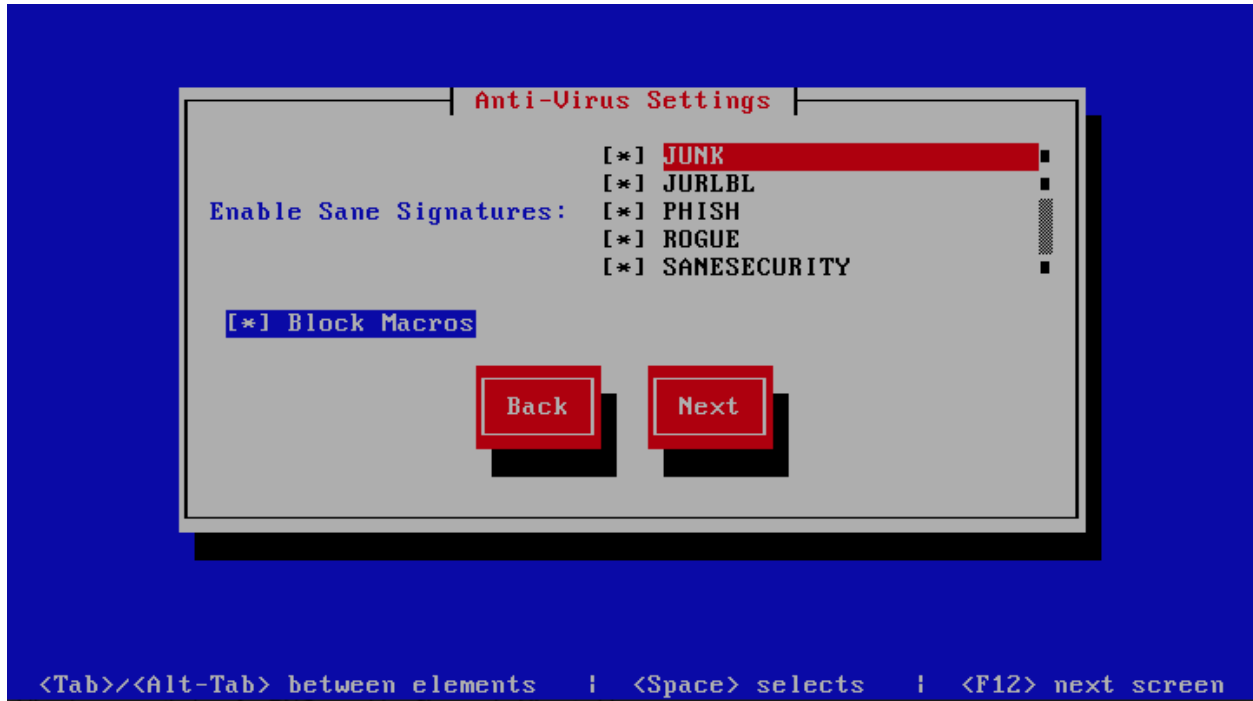 Anti-Virus Settings
[*] JUNK
[*] JURLBL
Enable Sane Signatures: [*] PHISH
[*] ROGUE
[*] SANESECURITY
[*] Block Macros
Back Next
<Tab>/<Alt-Tab> between elements | <Space> selects | <F12> next screen